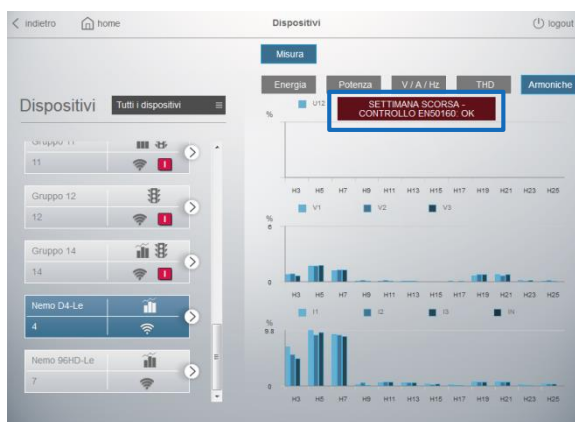 indietro
home
Dispositivi
logout
Misura
Energia
Potenza
V / A / Hz
THD
Armoniche
Dispositivi
Tutti i dispositivi
U12
SETTIMANA SCORSA -
CONTROLLO EN50160: OK
%
Gruppo 11
11
I
H3 H5 H7 H9 H11 H13 H15 H17 H19 H21 H23 H25
Gruppo 12
12
I
V1 V2 V3
%
6
0
Gruppo 14
14
I
H3 H5 H7 H9 H11 H13 H15 H17 H19 H21 H23 H25
Nemo D4-Le
4
I1 I2 I3 IN
%
9.8
0
Nemo 96HD-Le
7
H3 H5 H7 H9 H11 H13 H15 H17 H19 H21 H23 H25